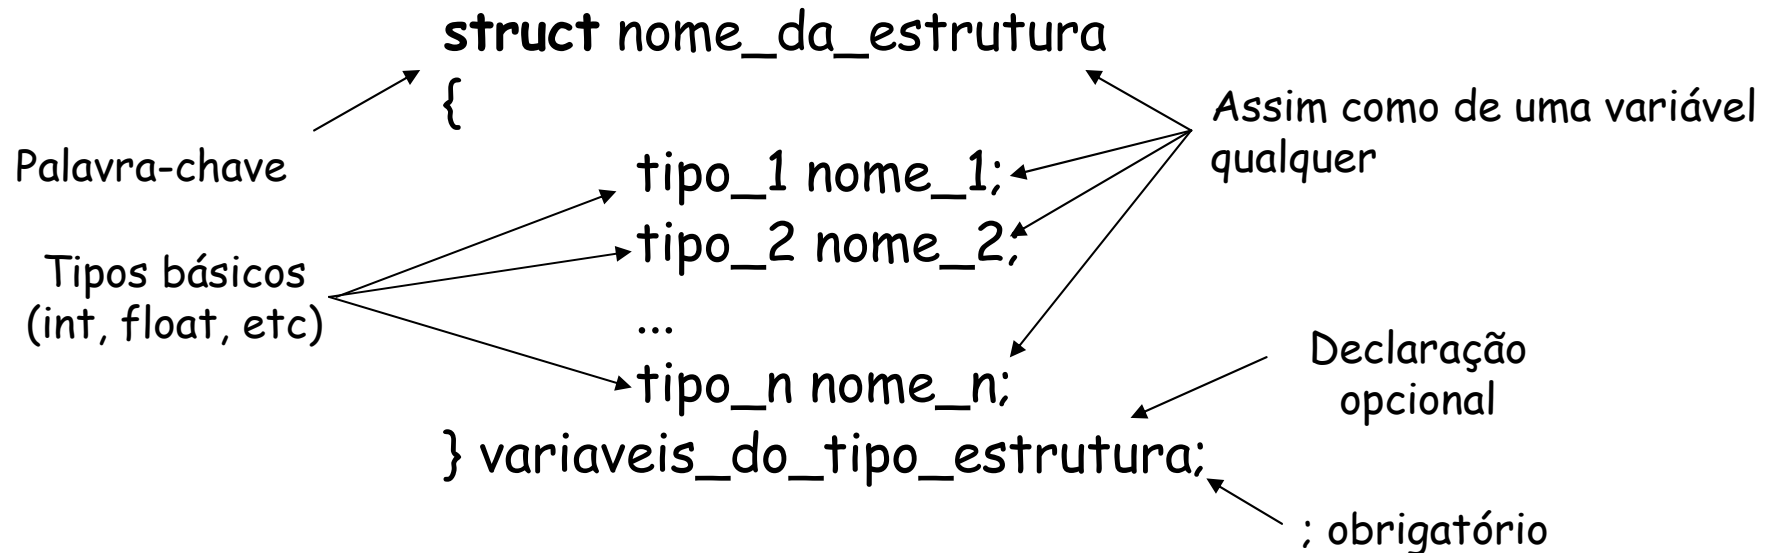 struct nome_da_estrutura
{
Assim como de uma variável
qualquer
Palavra-chave
tipo_1 nome_1;
tipo_2 nome_2;
Tipos básicos
(int, float, etc)
...
tipo_n nome_n;
Declaração
opcional
} variaveis_do_tipo_estrutura;
; obrigatório